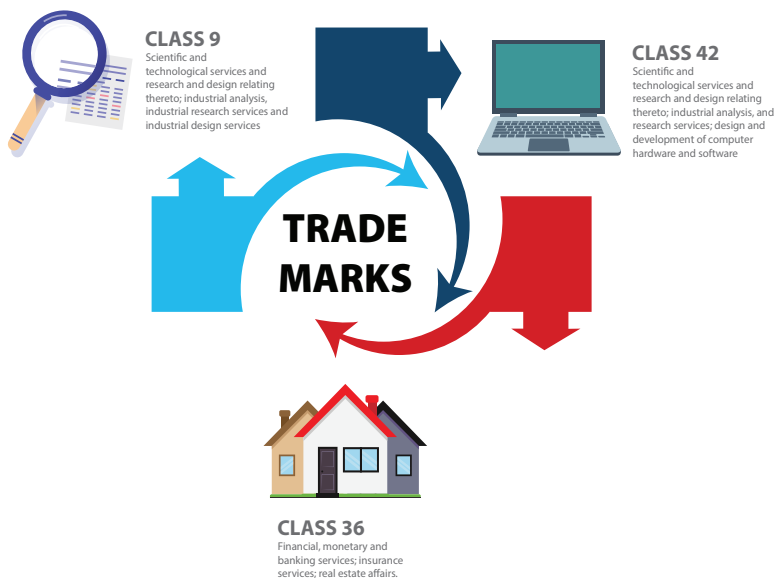 CLASS 9
Scientific and
technological services and
research and design relating
thereto; industrial analysis,
industrial research services and
industrial design services
CLASS 42
Scientific and
technological services and
research and design relating
thereto; industrial analysis, and
research services; design and
development of computer
hardware and software
TRADE
MARKS
CLASS 36
Financial, monetary and
banking services; insurance
services; real estate affairs.